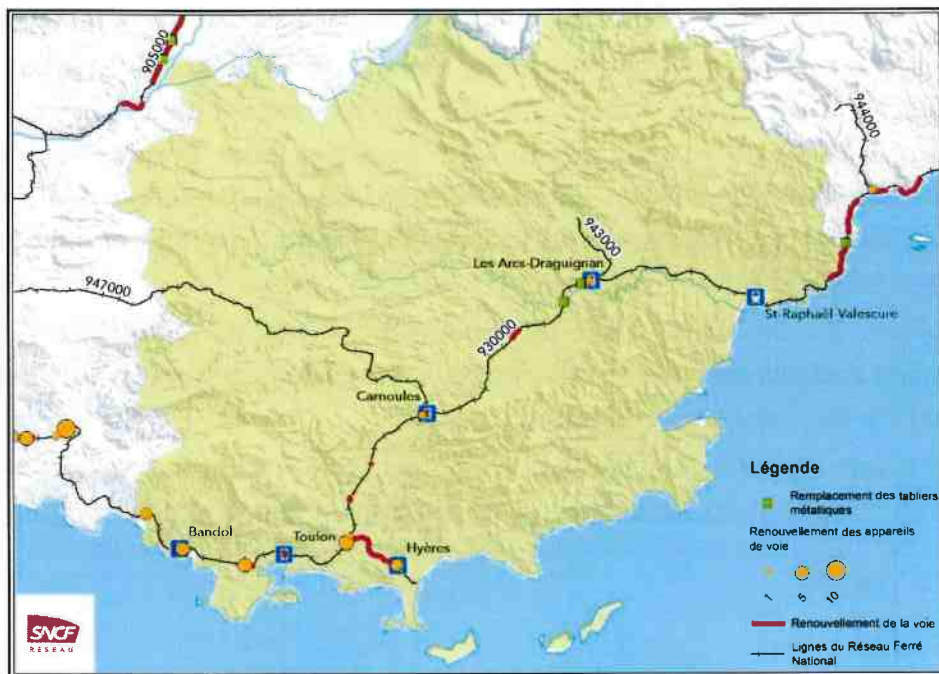 905000
944000
943000
Les Arcs-Draguignan
947000
930000
St-Raphaël-Valescure
Carnoules
Bandol
Toulon
Hyères
Légende
Remplacement des tabliers
métalliques
Renouvellement des appareils
de voie
1 5 10
Renouvellement de la voie
Lignes du Réseau Ferré
National
SNCF
RÉSEAU